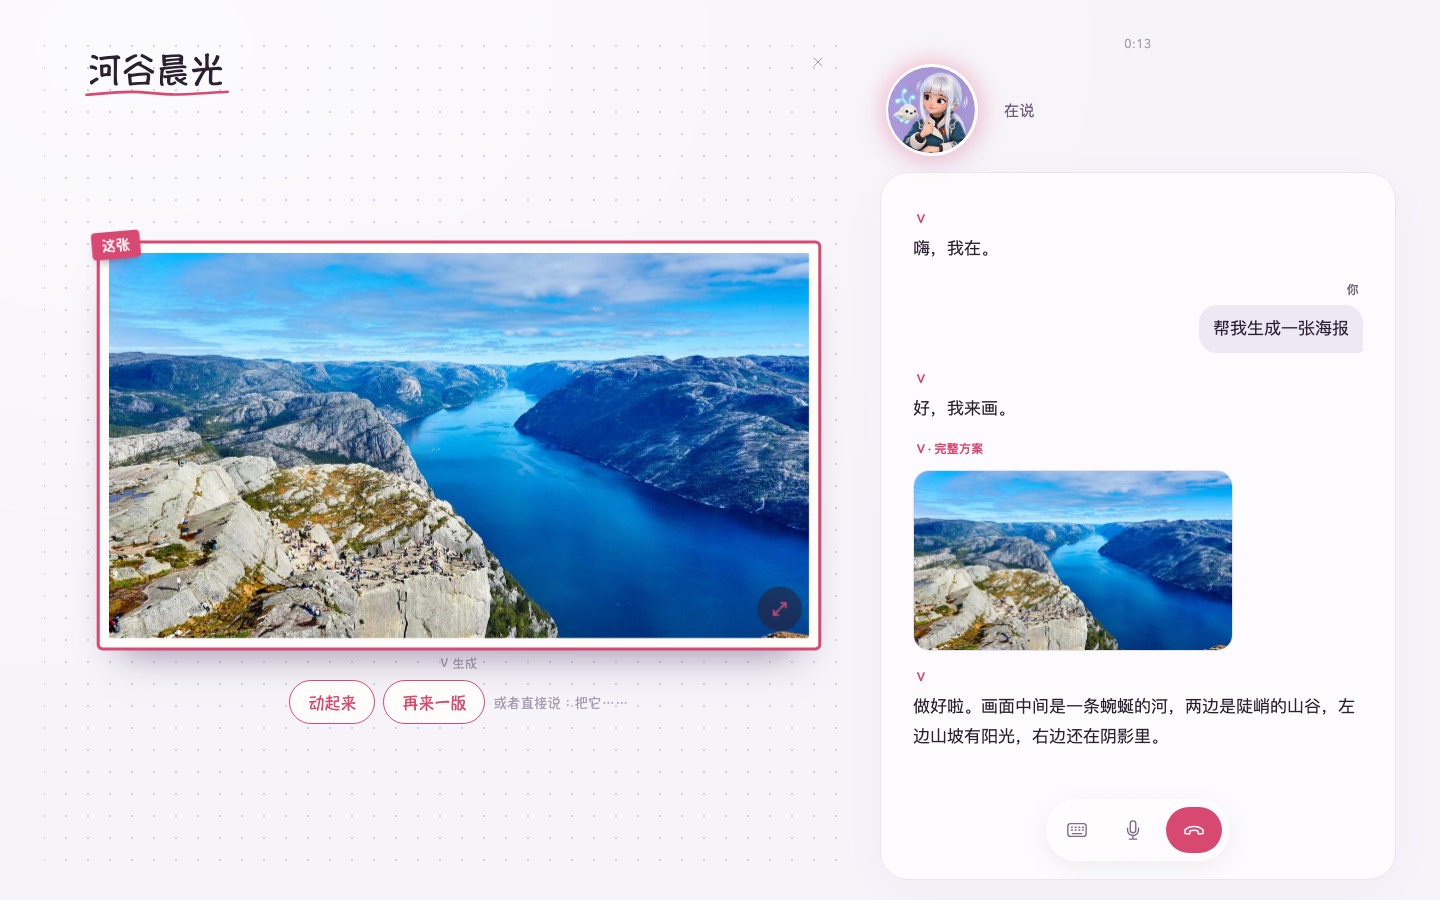 河谷晨光
这张
V 生成
动起来
再来一版
或者直接说：把它……
0:13
在说
V
嗨，我在。
你
帮我生成一张海报
V
好，我来画。
V · 完整方案
V
做好啦。画面中间是一条蜿蜒的河，两边是陡峭的山谷，左
边山坡有阳光，右边还在阴影里。